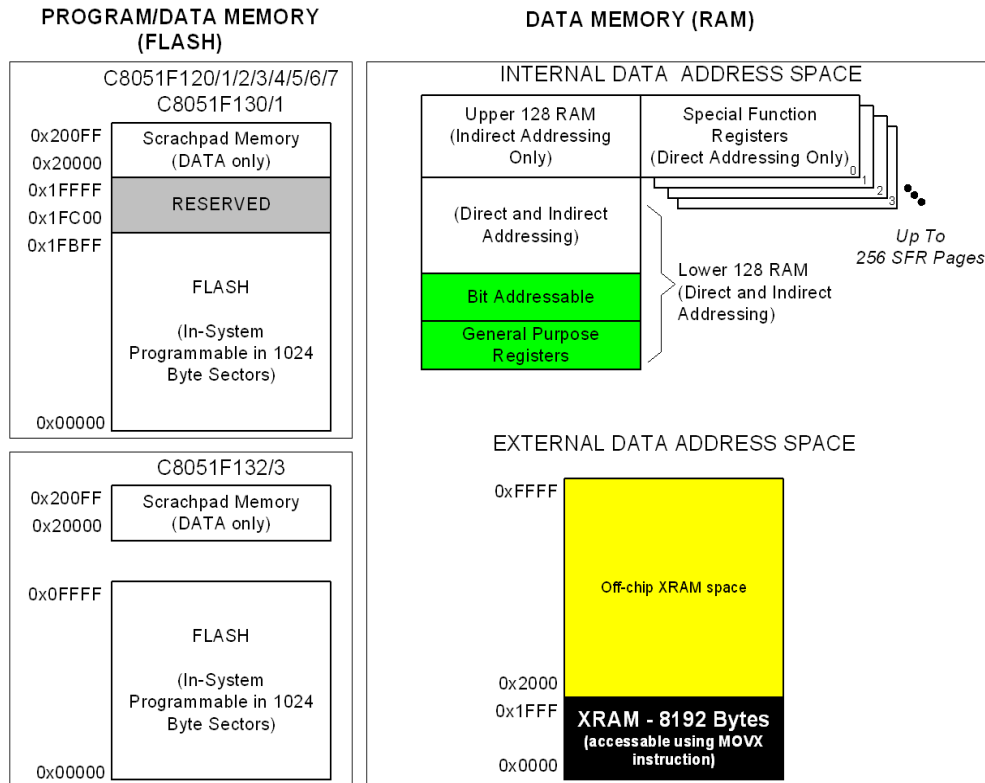 PROGRAM/DATA MEMORY
(FLASH)
C8051F120/1/2/3/4/5/6/7
C8051F130/1
0x200FF
0x20000
Scrachpad Memory
(DATA only)
0x1FFFF
0x1FC00
RESERVED
0x1FBFF
FLASH
(In-System
Programmable in 1024
Byte Sectors)
0x00000
C8051F132/3
0x200FF
0x20000
Scrachpad Memory
(DATA only)
0x0FFFF
FLASH
(In-System
Programmable in 1024
Byte Sectors)
0x00000
DATA MEMORY (RAM)
INTERNAL DATA ADDRESS SPACE
Upper 128 RAM
(Indirect Addressing
Only)
Special Function
Registers
(Direct Addressing Only)
0
1
2
3
Up To
256 SFR Pages
(Direct and Indirect
Addressing)
Bit Addressable
General Purpose
Registers
Lower 128 RAM
(Direct and Indirect
Addressing)
EXTERNAL DATA ADDRESS SPACE
0xFFFF
Off-chip XRAM space
0x2000
0x1FFF
XRAM - 8192 Bytes
(accessable using MOVX
instruction)
0x0000